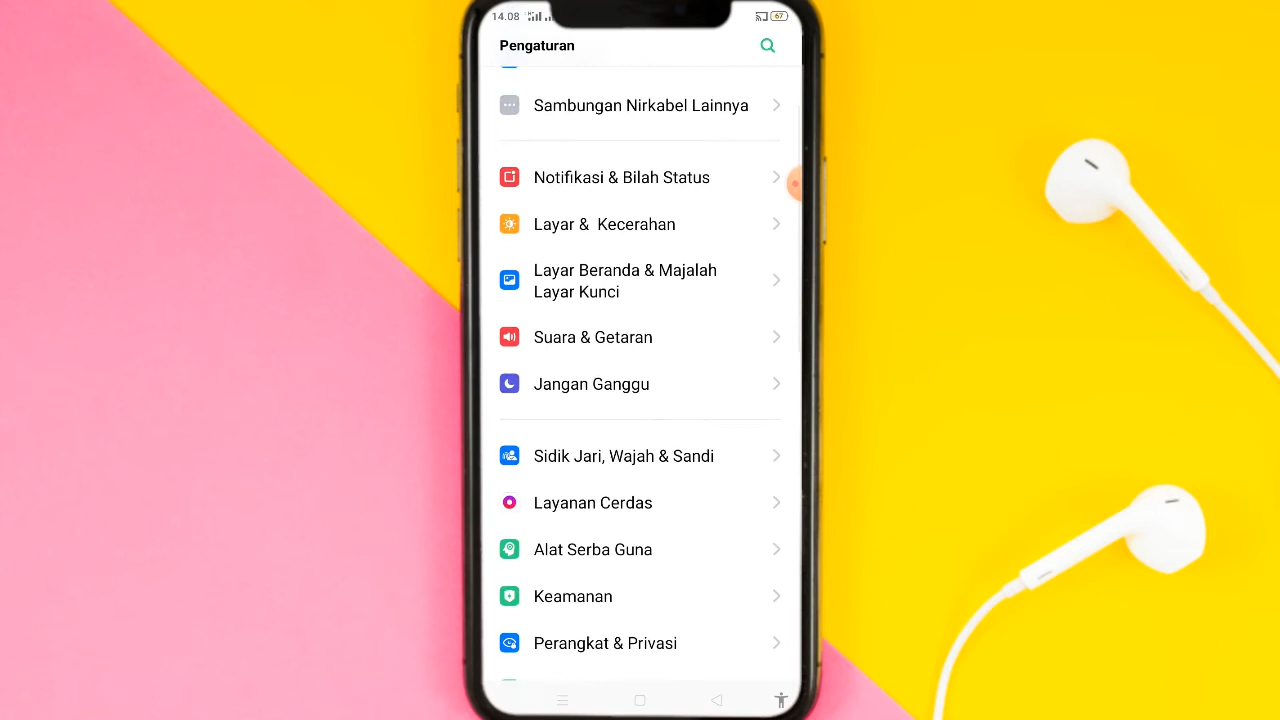 14.08
67
Pengaturan
Sambungan Nirkabel Lainnya
Notifikasi & Bilah Status
Layar & Kecerahan
Layar Beranda & Majalah
Layar Kunci
Suara & Getaran
Jangan Ganggu
Sidik Jari, Wajah & Sandi
Layanan Cerdas
Alat Serba Guna
Keamanan
Perangkat & Privasi